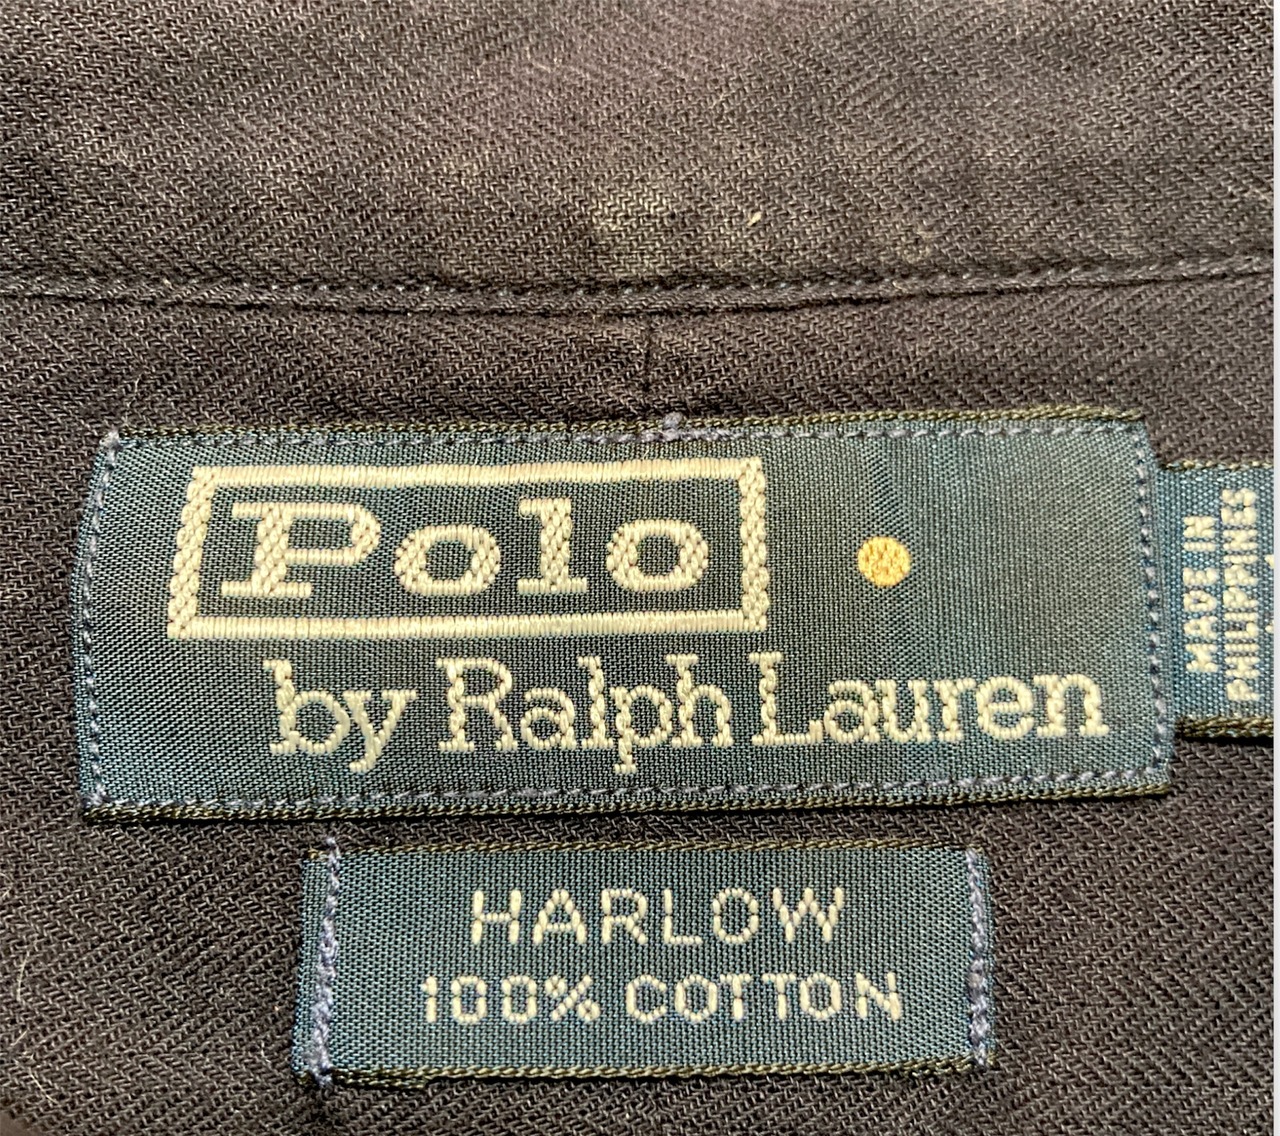 Polo
by Ralph Lauren
MADE IN
PHILIPPINES
HARLOW
100% COTTON